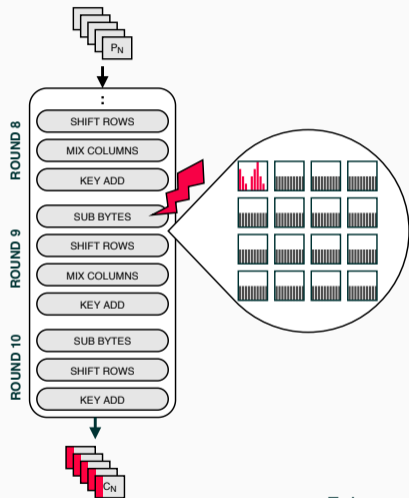 PN
:
ROUND 8
SHIFT ROWS
MIX COLUMNS
KEY ADD
ROUND 9
SUB BYTES
SHIFT ROWS
MIX COLUMNS
KEY ADD
ROUND 10
SUB BYTES
SHIFT ROWS
KEY ADD
CN